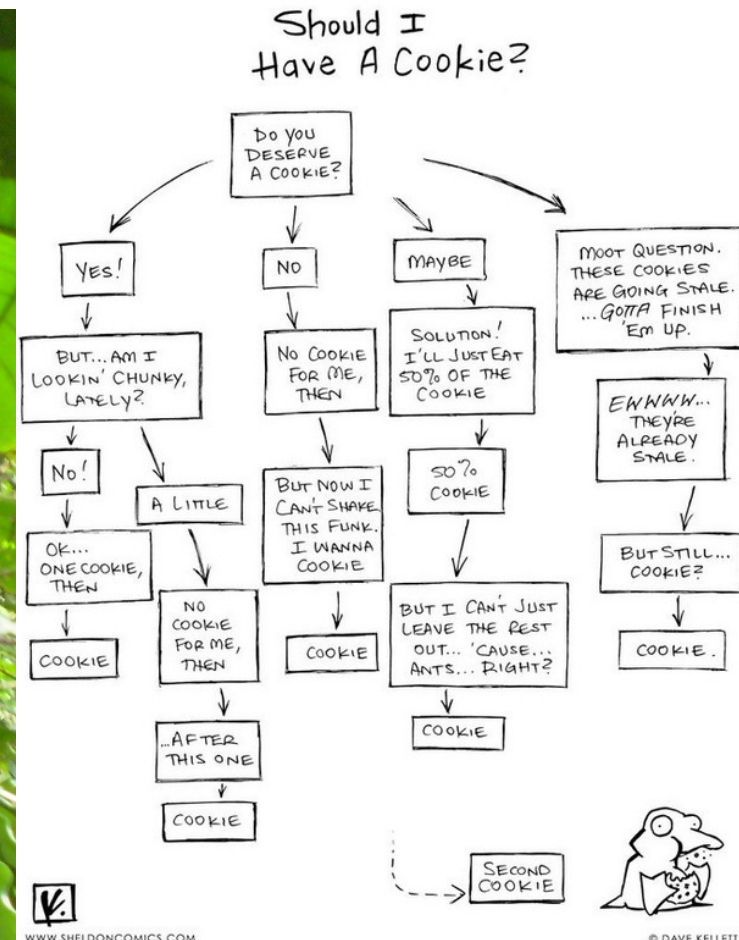 Should I
Have A Cookie?
DO YOU
DESERVE
A COOKIE?
YES!
BUT... AM I
LOOKIN' CHUNKY,
LATELY?
NO!
OK...
ONE COOKIE,
THEN
COOKIE
A LITTLE
NO
COOKIE
FOR ME,
THEN
...AFTER
THIS ONE
COOKIE
NO
NO COOKIE
FOR ME,
THEN
BUT NOW I
CAN'T SHAKE
THIS FUNK.
I WANNA
COOKIE
COOKIE
MAYBE
SOLUTION!
I'LL JUST EAT
50% OF THE
COOKIE
50%
COOKIE
BUT I CAN'T JUST
LEAVE THE REST
OUT... 'CAUSE...
ANTS... RIGHT?
COOKIE
MOOT QUESTION.
THESE COOKIES
ARE GOING STALE.
...GOTTA FINISH
'EM UP.
EWWWW...
THEY'RE
ALREADY
STALE.
BUT STILL...
COOKIE?
COOKIE.
SECOND
COOKIE
WWW.SHELDONCOMICS.COM
© DAVE KELLETT